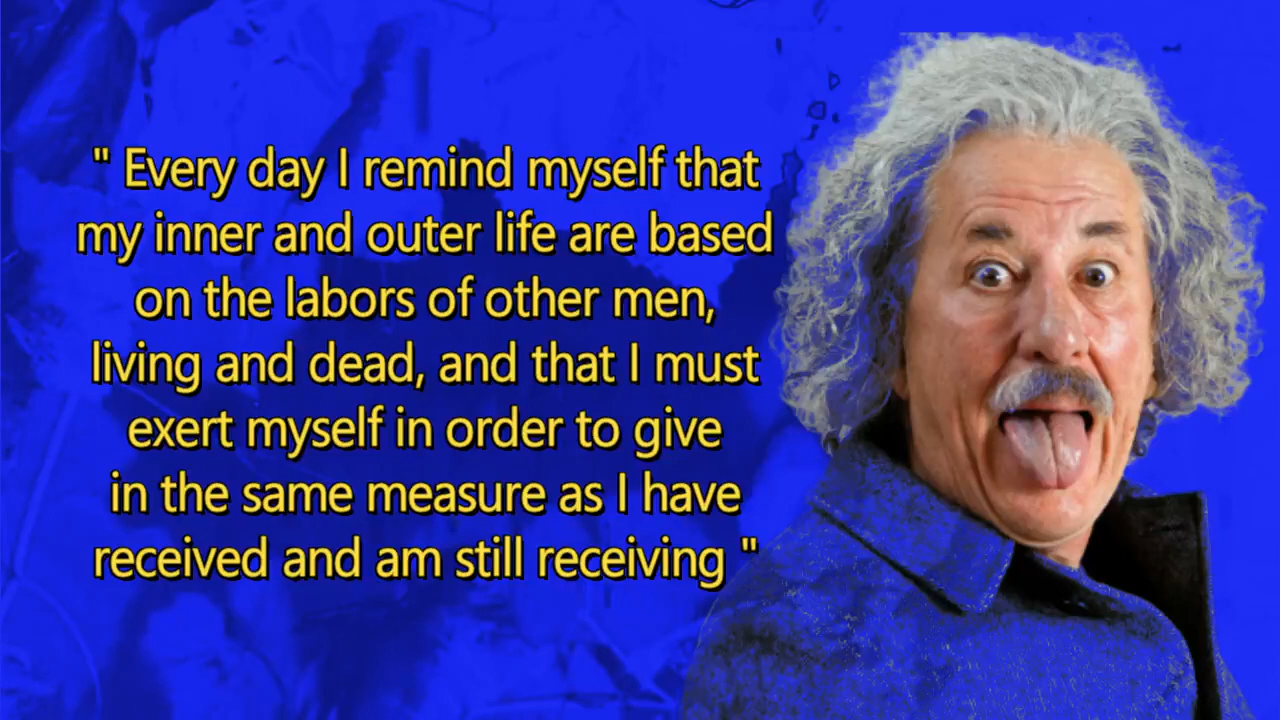 " Every day I remind myself that
my inner and outer life are based
on the labors of other men,
living and dead, and that I must
exert myself in order to give
in the same measure as I have
received and am still receiving "